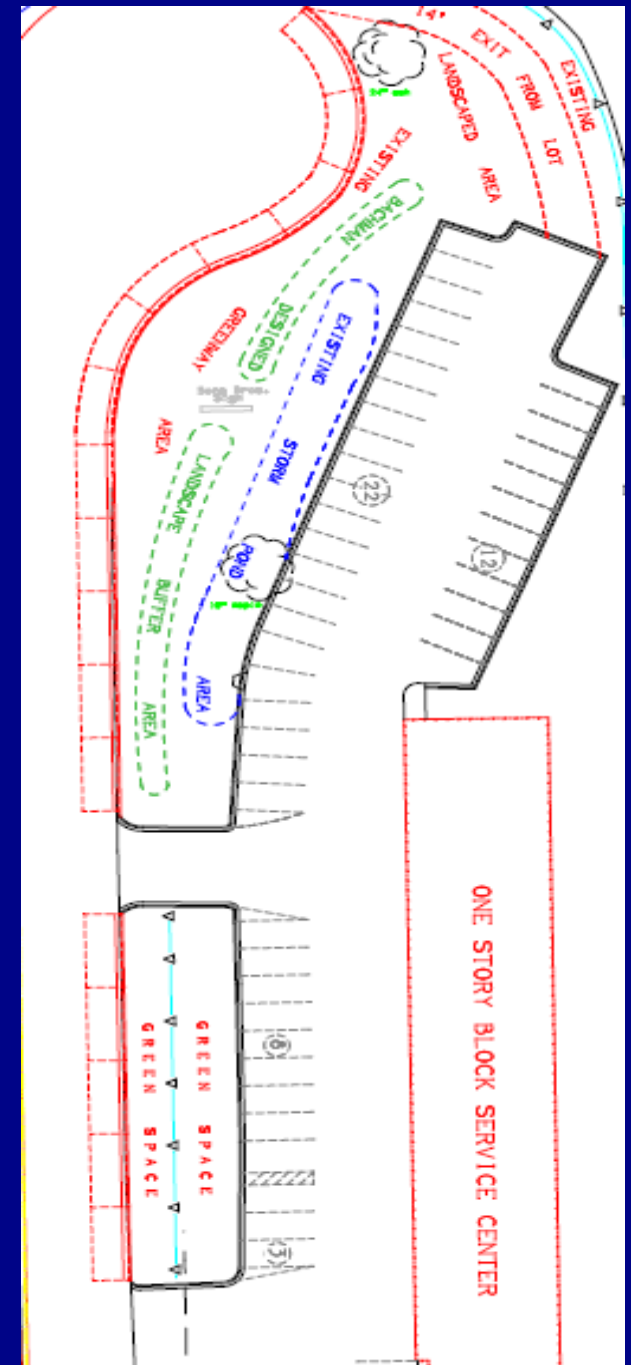 14'
EXIT FROM LOT
EXISTING
LANDSCAPED AREA
EXISTING
GREENWAY
AREA
BACHMAN
DESIGNED
LANDSCAPE
BUFFER
AREA
EXISTING
STORM
POND
AREA
Sign
22
12
ONE STORY BLOCK SERVICE CENTER
GREEN SPACE
GREEN SPACE
8
3